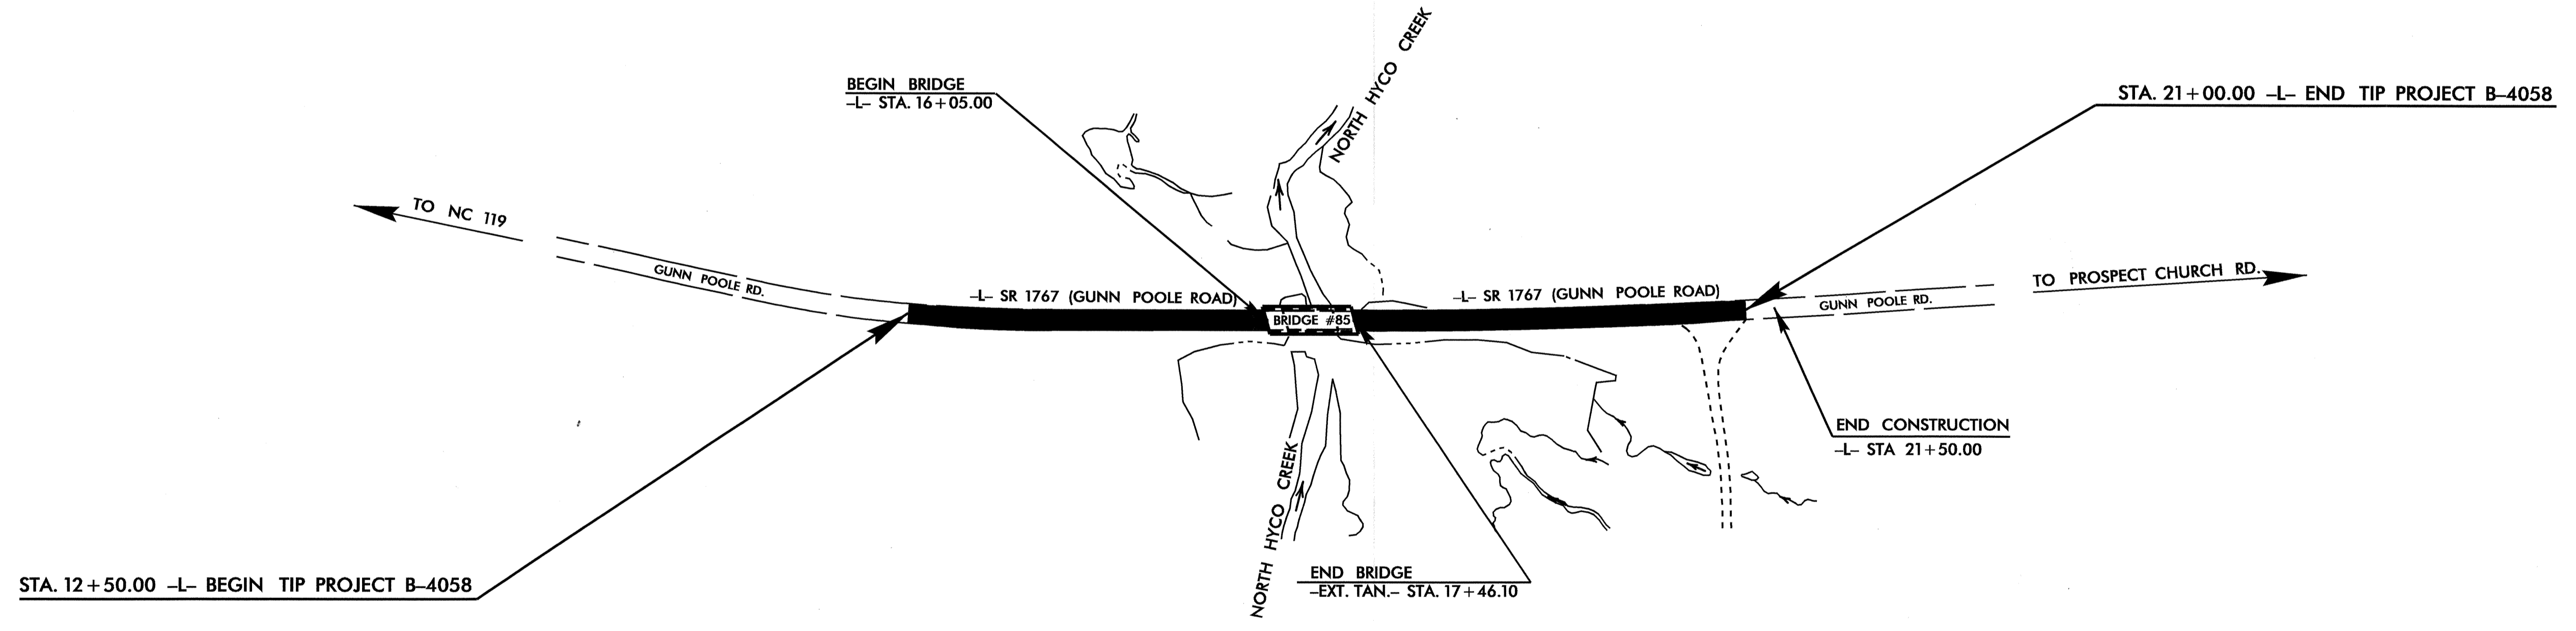 NORTH HYCO CREEK
BEGIN BRIDGE
–L– STA. 16+05.00
STA. 21+00.00 –L– END TIP PROJECT B–4058
TO NC 119
GUNN POOLE RD.
–L– SR 1767 (GUNN POOLE ROAD)
BRIDGE #85
–L– SR 1767 (GUNN POOLE ROAD)
GUNN POOLE RD.
TO PROSPECT CHURCH RD.
END CONSTRUCTION
–L– STA 21+50.00
NORTH HYCO CREEK
END BRIDGE
–EXT. TAN.– STA. 17+46.10
STA. 12+50.00 –L– BEGIN TIP PROJECT B–4058